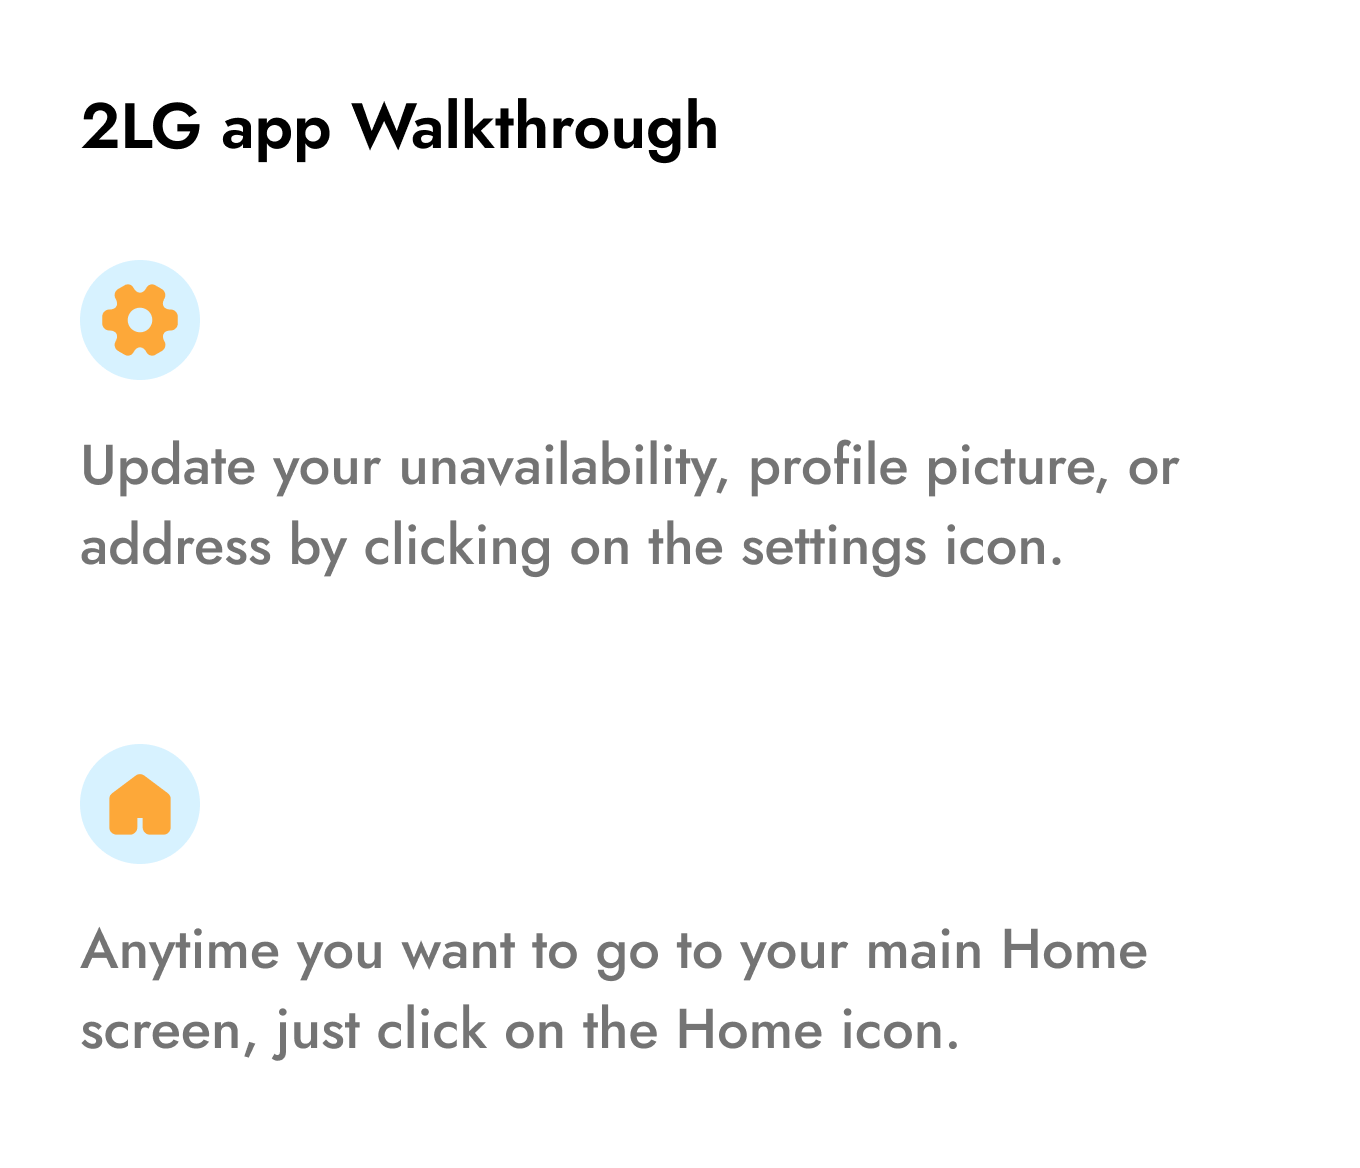 2LG app Walkthrough
Update your unavailability, profile picture, or
address by clicking on the settings icon.
Anytime you want to go to your main Home
screen, just click on the Home icon.